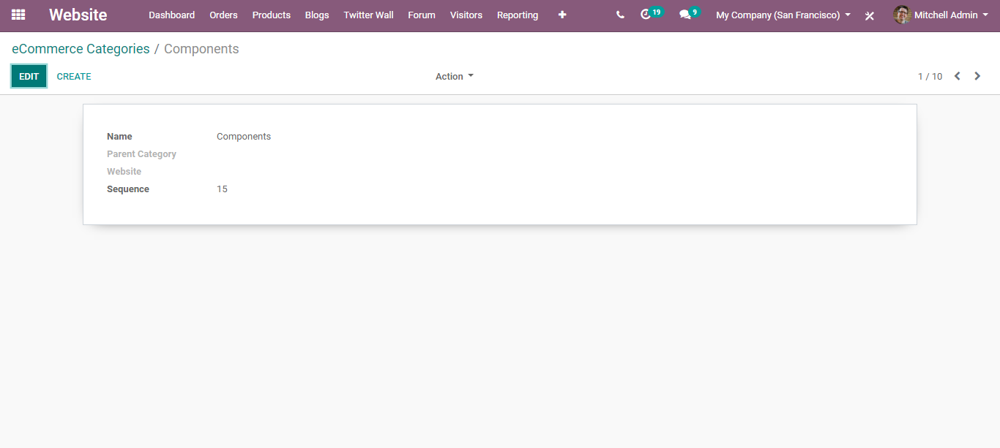 Website Dashboard Orders Products Blogs Twitter Wall Forum Visitors Reporting 19 9 My Company (San Francisco) Mitchell Admin
eCommerce Categories / Components
EDIT CREATE Action 1 / 10
Name Components
Parent Category
Website
Sequence 15